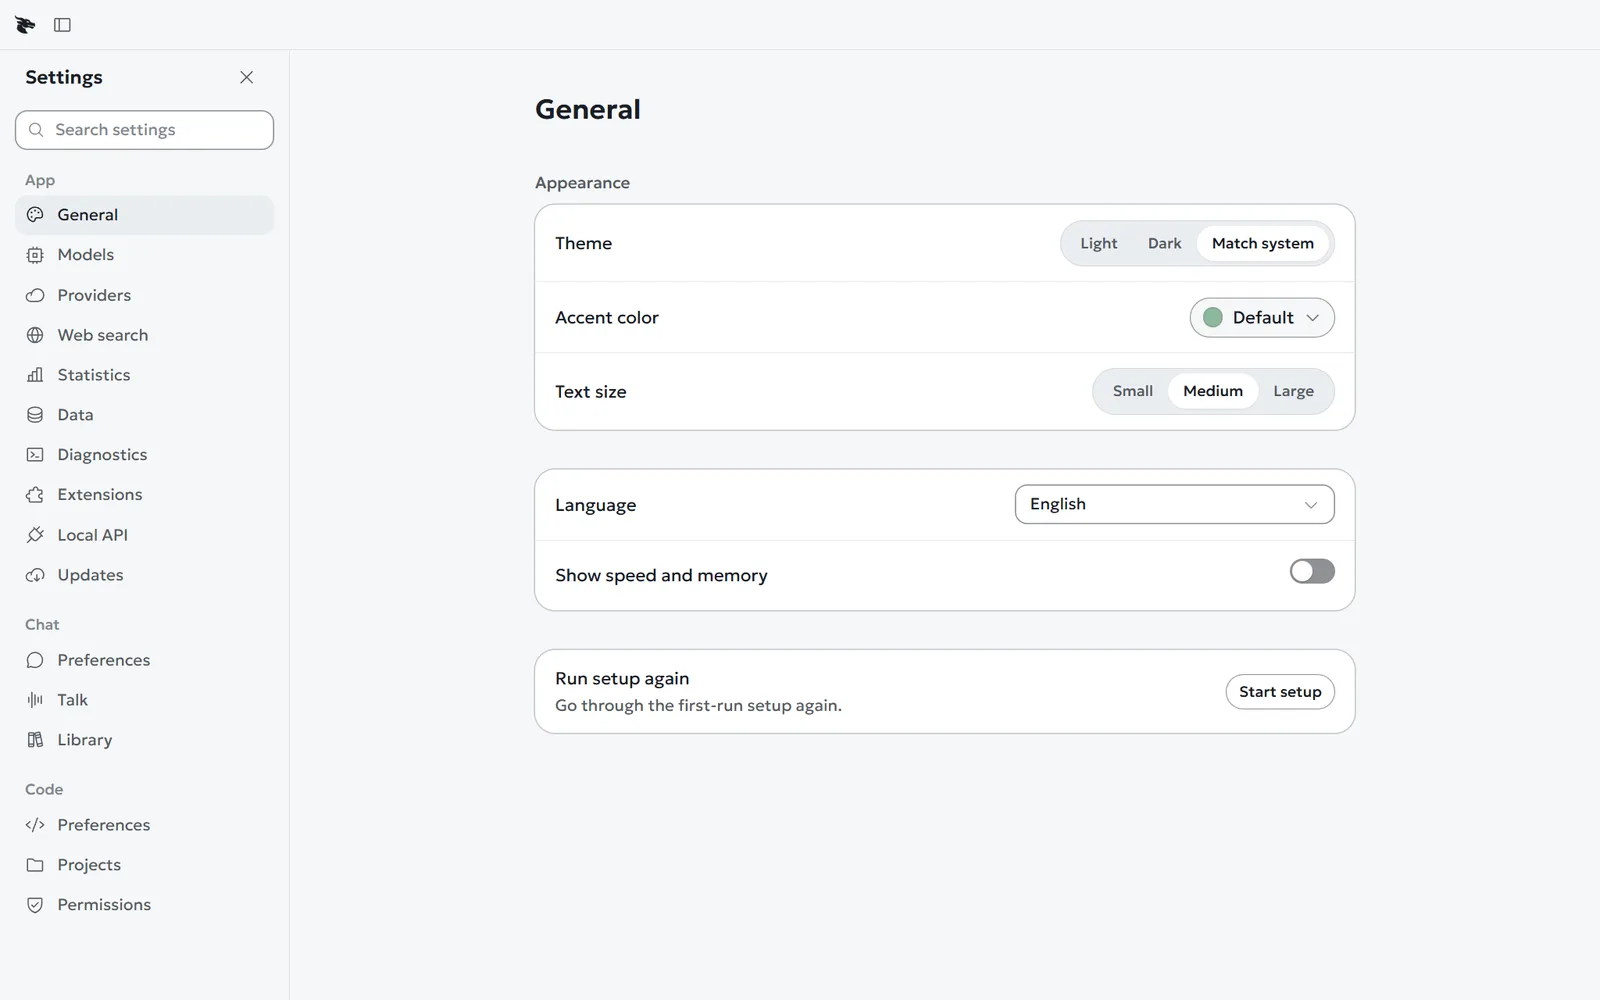 Settings
Search settings
App
General
Models
Providers
Web search
Statistics
Data
Diagnostics
Extensions
Local API
Updates
Chat
Preferences
Talk
Library
Code
Preferences
Projects
Permissions
General
Appearance
Theme
Light Dark Match system
Accent color
Default
Text size
Small Medium Large
Language
English
Show speed and memory
Run setup again
Go through the first-run setup again.
Start setup